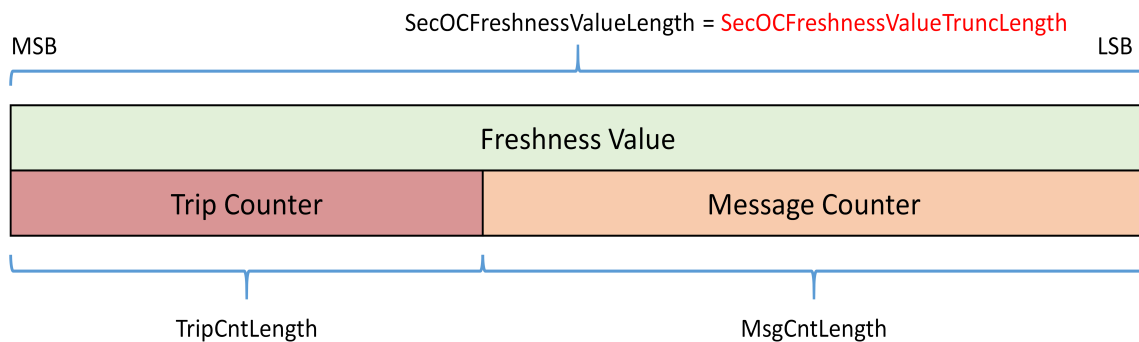 SecOCFreshnessValueLength = SecOCFreshnessValueTruncLength
MSB
LSB
Freshness Value
Trip Counter
Message Counter
TripCntLength
MsgCntLength